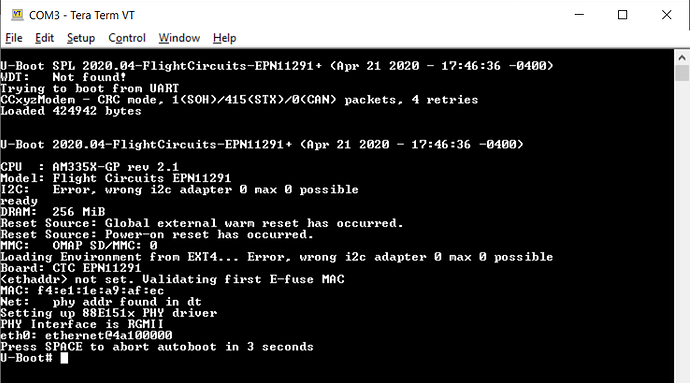 COM3 - Tera Term VT
File Edit Setup Control Window Help
U-Boot SPL 2020.04-FlightCircuits-EPN11291+ (Apr 21 2020 - 17:46:36 -0400)
WDT:   Not found!
Trying to boot from UART
CCxyzModem - CRC mode, 1(SOH)/415(STX)/0(CAN) packets, 4 retries
Loaded 424942 bytes
U-Boot 2020.04-FlightCircuits-EPN11291+ (Apr 21 2020 - 17:46:36 -0400)
CPU  : AM335X-GP rev 2.1
Model: Flight Circuits EPN11291
I2C:   Error, wrong i2c adapter 0 max 0 possible
ready
DRAM:  256 MiB
Reset Source: Global external warm reset has occurred.
Reset Source: Power-on reset has occurred.
MMC:   OMAP SD/MMC: 0
Loading Environment from EXT4... Error, wrong i2c adapter 0 max 0 possible
Board: CTC EPN11291
<ethaddr> not set. Validating first E-fuse MAC
MAC: f4:e1:1e:a9:af:ec
Net:   phy addr found in dt
Setting up 88E151x PHY driver
PHY Interface is RGMII
eth0: ethernet@4a100000
Press SPACE to abort autoboot in 3 seconds
U-Boot#